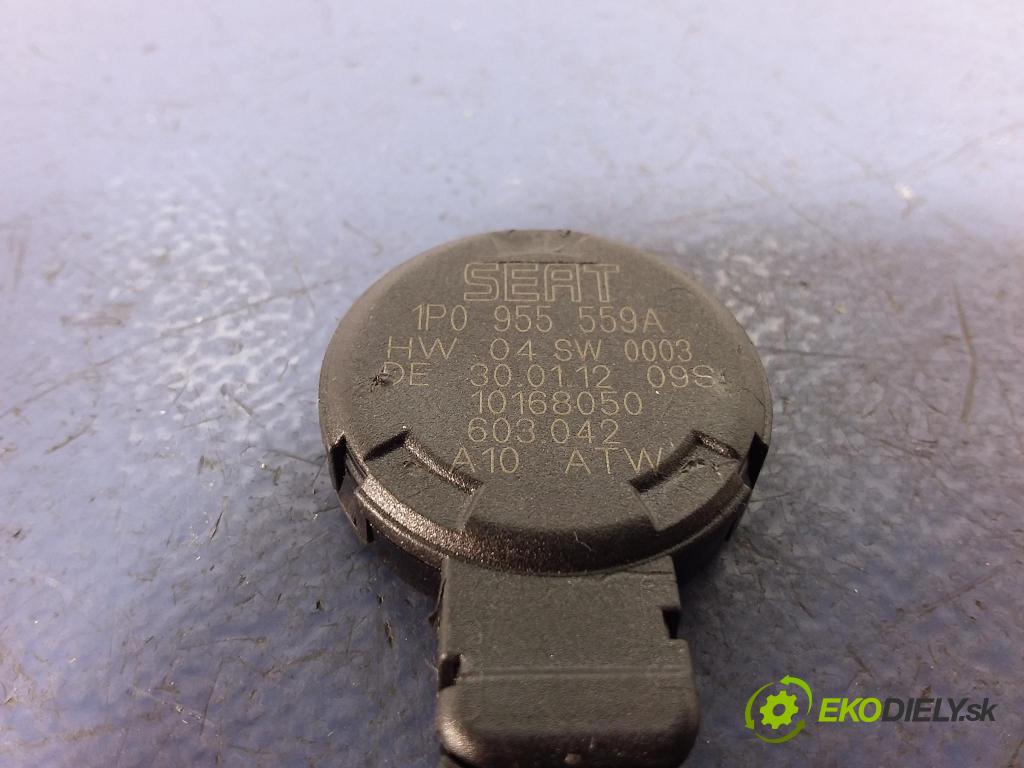 SEAT
1P0 955 559A
HW 04 SW 0003
DE 30.01.12 09S
10168050
603.042
A10 ATW
EKODIELY.sk